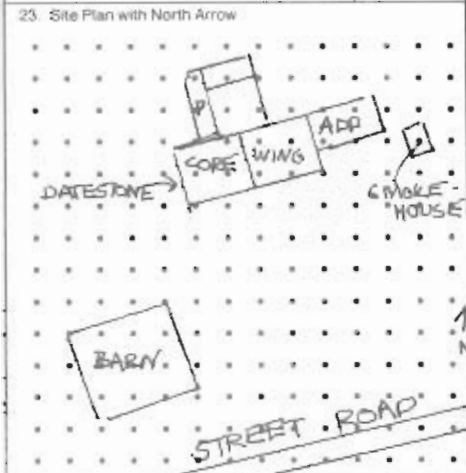 23. Site Plan with North Arrow
P
CORE
WING
ADD
DATESTONE
SMOKE-
HOUSE
N
BARN
STREET ROAD